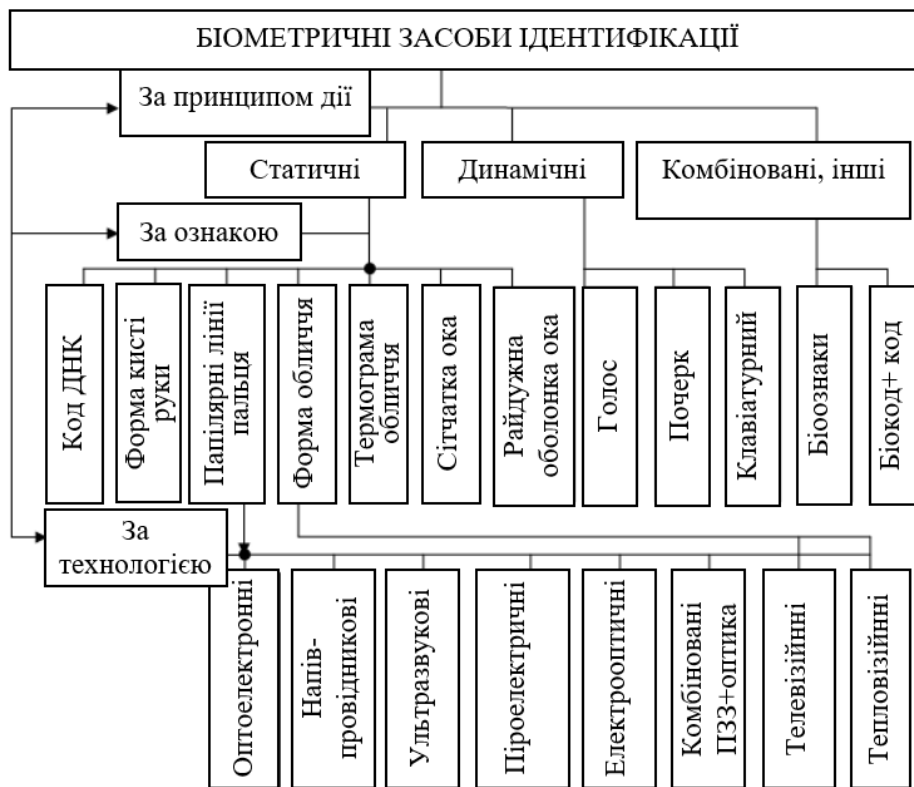 БІОМЕТРИЧНІ ЗАСОБИ ІДЕНТИФІКАЦІЇ
За принципом дії
Статичні
Динамічні
Комбіновані, інші
За ознакою
Код ДНК
Форма кисті
руки
Папілярні лінії
пальця
Форма обличчя
Термограма
обличчя
Сітчатка ока
Райдужна
оболонка ока
Голос
Почерк
Клавіатурний
Біоознаки
Біокод+ код
За
технологією
Оптоелектронні
Напів-
провідникові
Ультразвукові
Піроелектричні
Електрооптичні
Комбіновані
ПЗЗ+оптика
Телевізійнні
Тепловізійнні